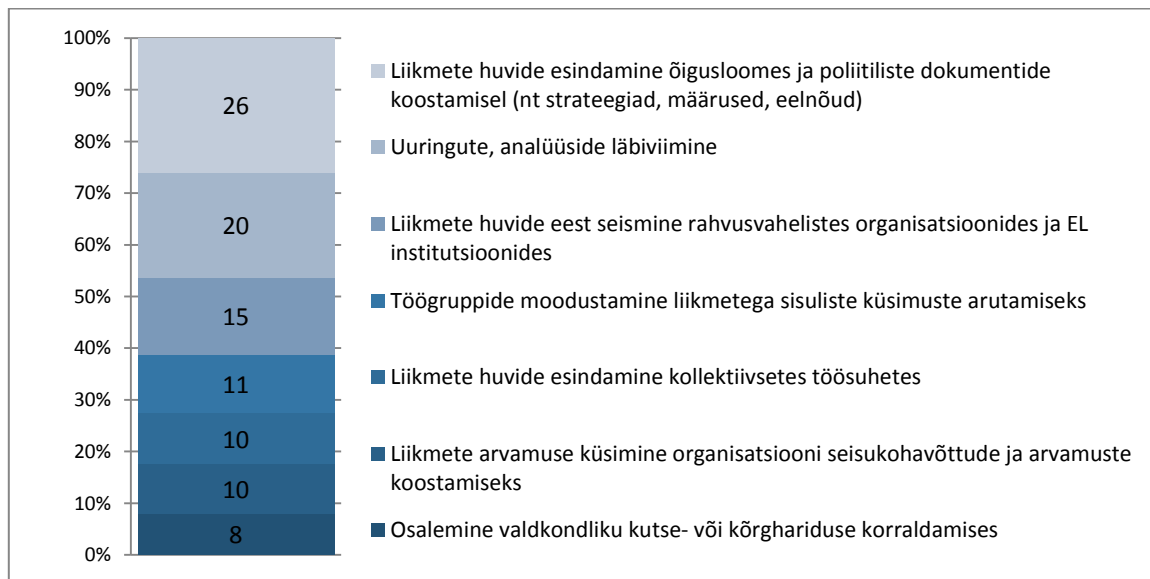 100%
90%
80%
70%
60%
50%
40%
30%
20%
10%
0%
26
20
15
11
10
10
8
Liikmete huvide esindamine õigusloomes ja poliitiliste dokumentide
koostamisel (nt strateegiad, määrused, eelnõud)
Uuringute, analüüside läbiviimine
Liikmete huvide eest seismine rahvusvahelistes organisatsioonides ja EL
institutsioonides
Töögruppide moodustamine liikmetega sisuliste küsimuste arutamiseks
Liikmete huvide esindamine kollektiivsetes töösuhetes
Liikmete arvamuse küsimine organisatsiooni seisukohavõttude ja arvamuste
koostamiseks
Osalemine valdkondliku kutse- või kõrghariduse korraldamises